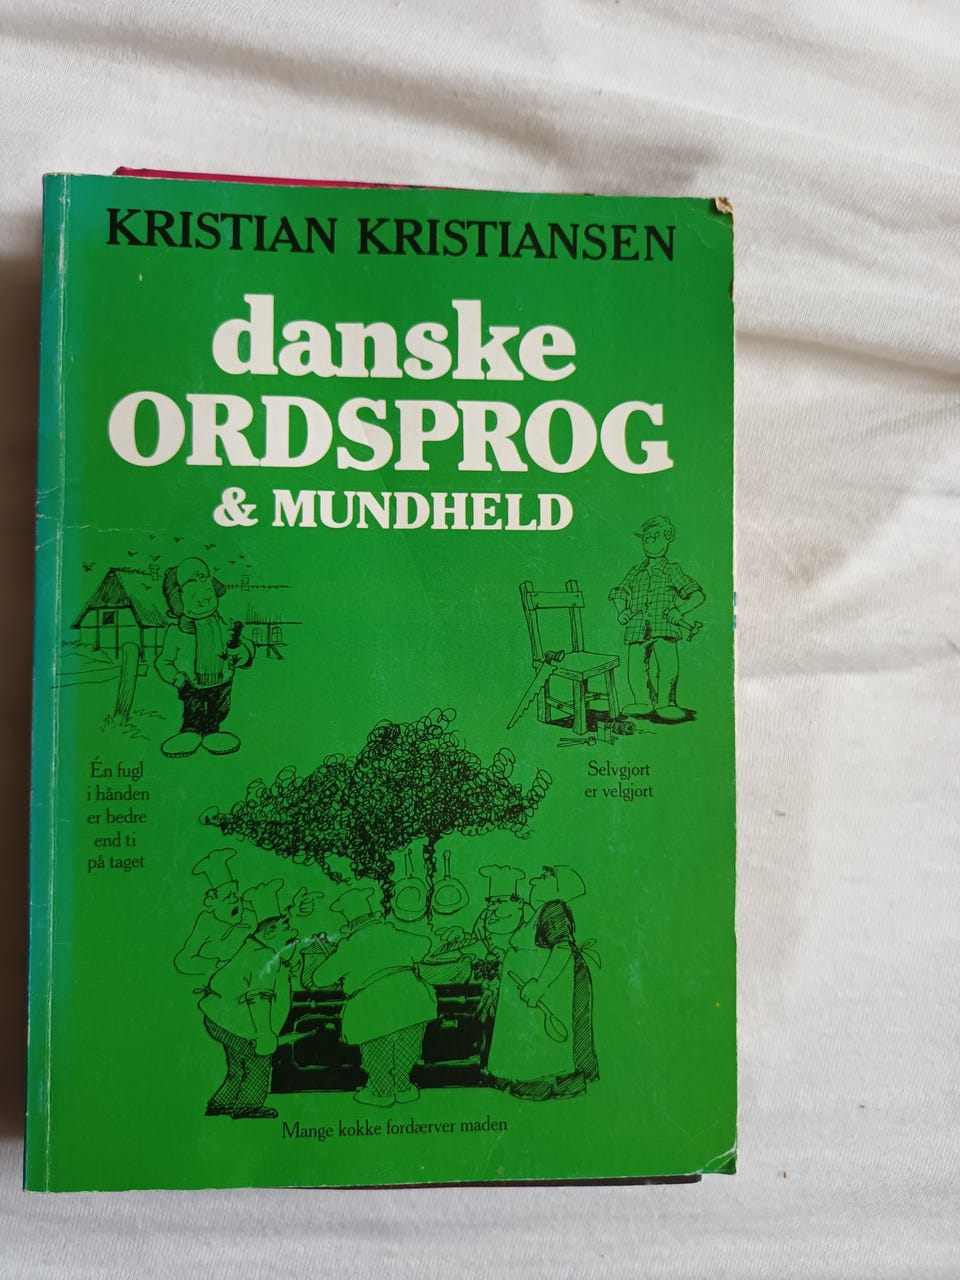 KRISTIAN KRISTIANSEN
danske
ORDSPROG
& MUNDHELD
Én fugl
i hånden
er bedre
end ti
på taget
Selvgjort
er velgjort
Mange kokke fordærver maden